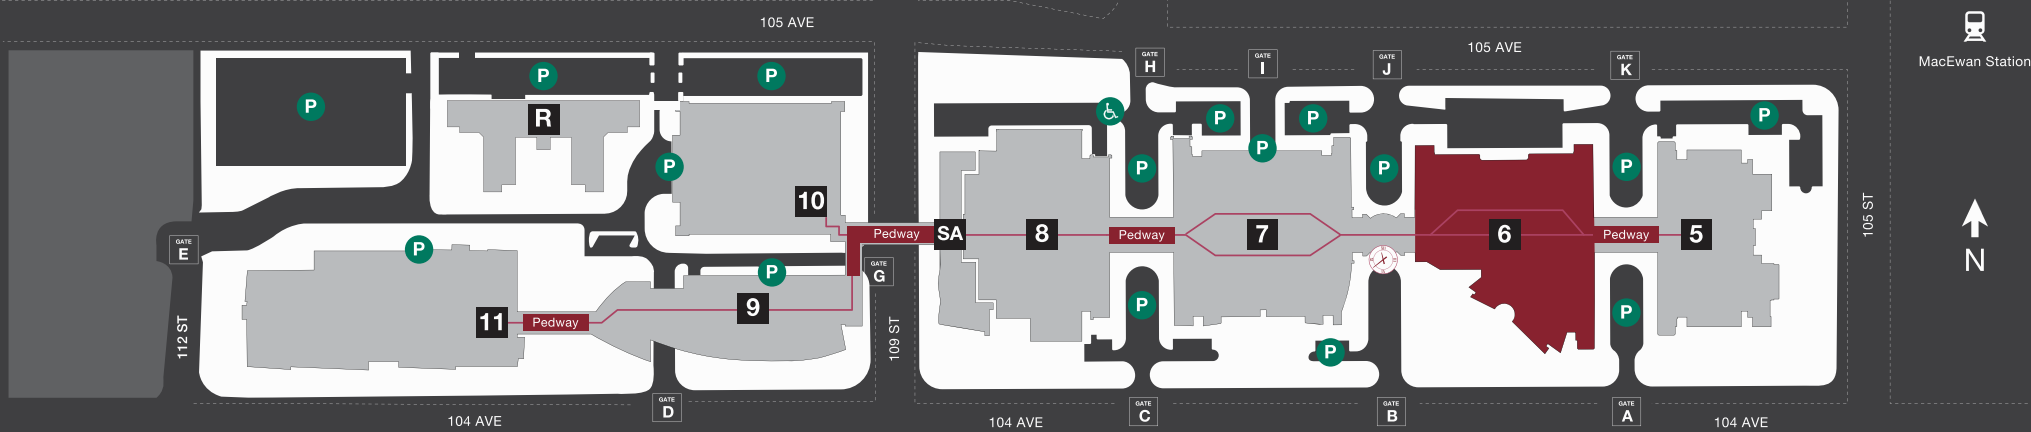 105 AVE
105 AVE
MacEwan Station
GATE
H
GATE
I
GATE
J
GATE
K
P
P
P
P
P
P
P
R
P
P
P
P
10
Pedway
SA
8
Pedway
7
6
Pedway
5
105 ST
N
GATE
E
P
GATE
G
P
9
11
Pedway
P
P
P
112 ST
109 ST
104 AVE
GATE
D
104 AVE
GATE
C
GATE
B
GATE
A
104 AVE